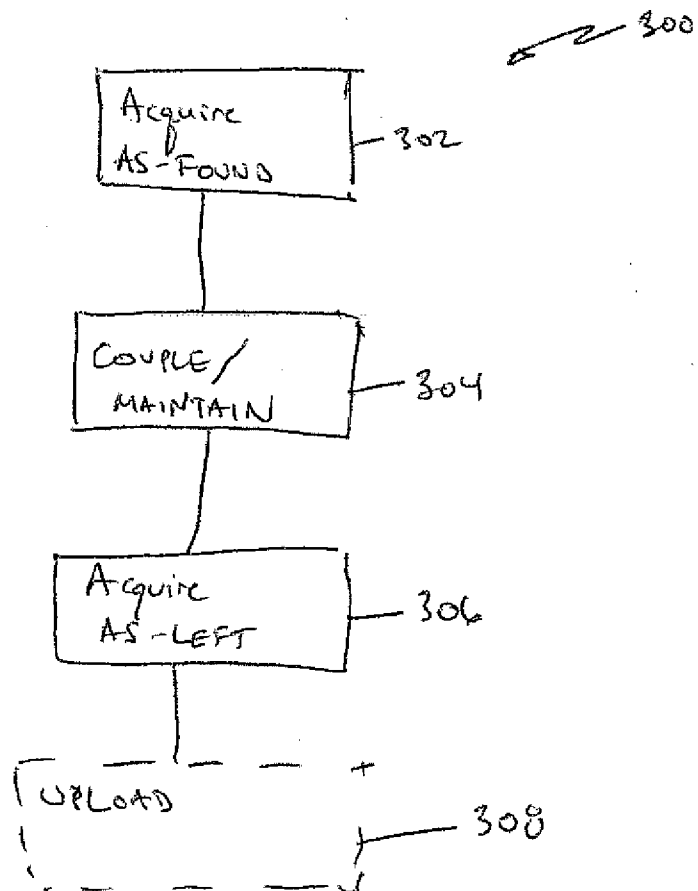 300
Acquire
AS-FOUND
302
COUPLE/
MAINTAIN
304
Acquire
AS-LEFT
306
UPLOAD
308